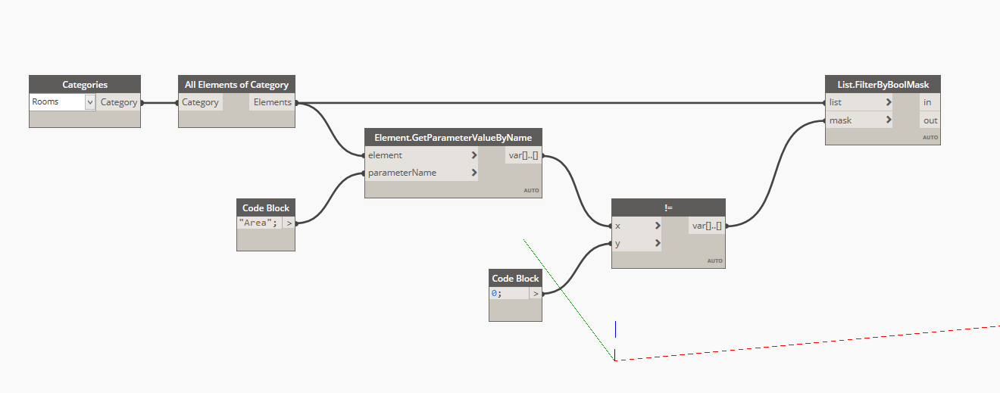 Categories
Rooms Category
All Elements of Category
Category Elements
List.FilterByBoolMask
list > in
mask > out
AUTO
Element.GetParameterValueByName
element > var[]..[]
parameterName >
AUTO
Code Block
"Area"; >
!=
x > var[]..[]
y >
AUTO
Code Block
0; >